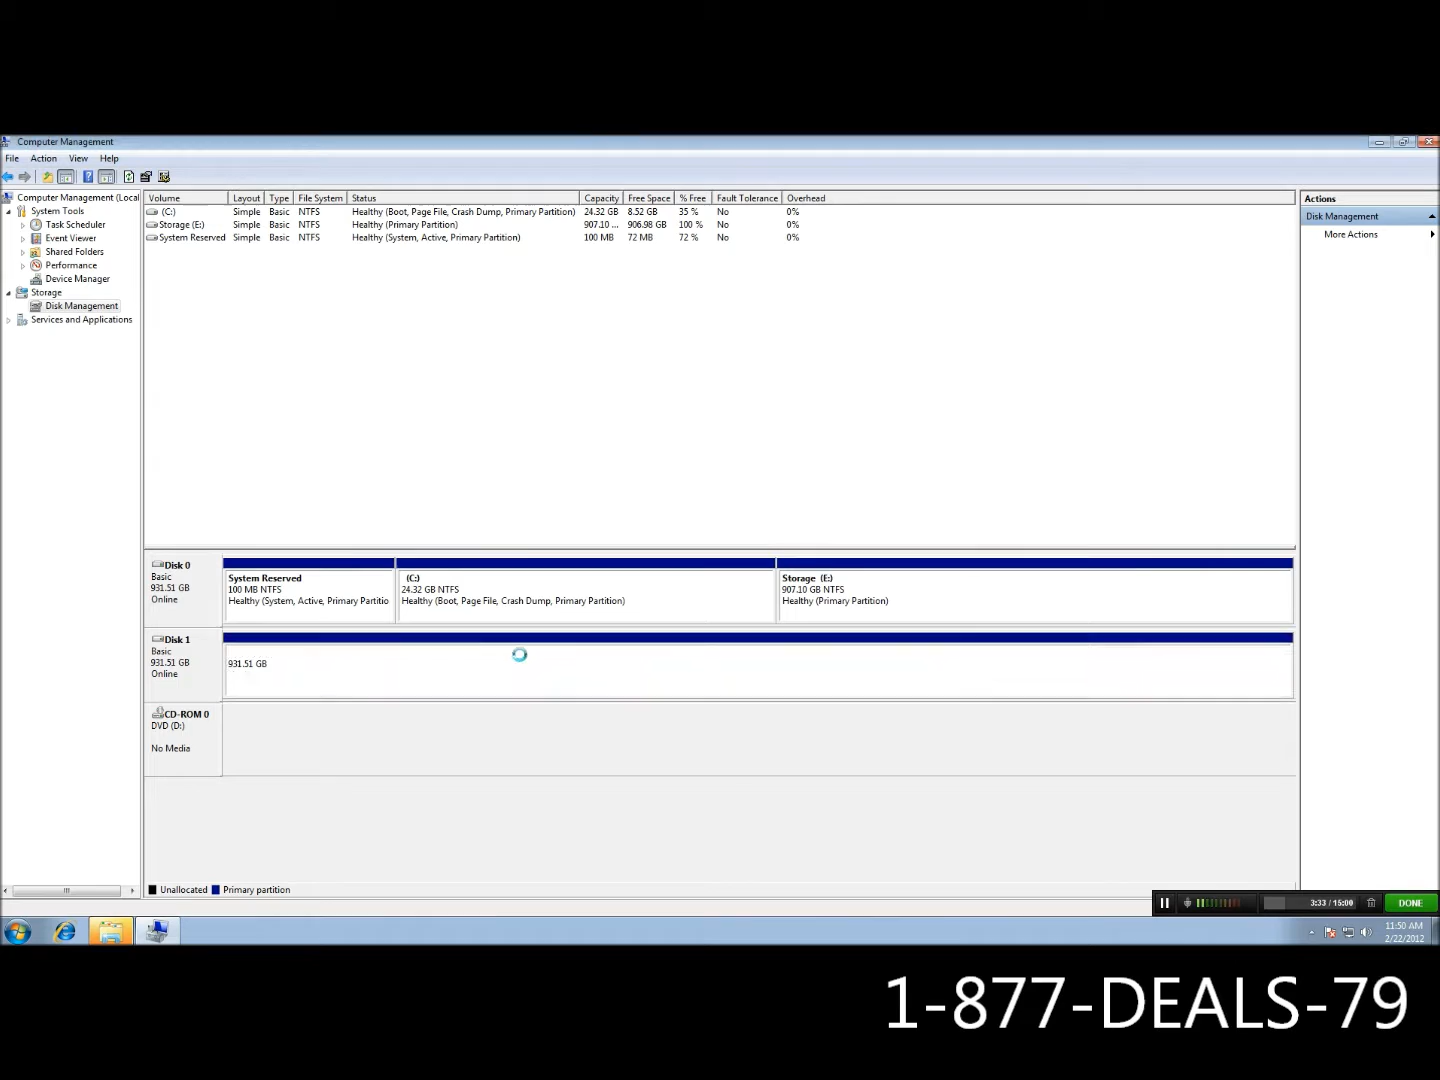 Computer Management
File Action View Help
Computer Management (Local
System Tools
Task Scheduler
Event Viewer
Shared Folders
Performance
Device Manager
Storage
Disk Management
Services and Applications
Volume Layout Type File System Status Capacity Free Space % Free Fault Tolerance Overhead
(C:) Simple Basic NTFS Healthy (Boot, Page File, Crash Dump, Primary Partition) 24.32 GB 8.52 GB 35 % No 0%
Storage (E:) Simple Basic NTFS Healthy (Primary Partition) 907.10 ... 906.98 GB 100 % No 0%
System Reserved Simple Basic NTFS Healthy (System, Active, Primary Partition) 100 MB 72 MB 72 % No 0%
Actions
Disk Management
More Actions
Disk 0
Basic
931.51 GB
Online
System Reserved
100 MB NTFS
Healthy (System, Active, Primary Partitio
(C:)
24.32 GB NTFS
Healthy (Boot, Page File, Crash Dump, Primary Partition)
Storage (E:)
907.10 GB NTFS
Healthy (Primary Partition)
Disk 1
Basic
931.51 GB
Online
931.51 GB
CD-ROM 0
DVD (D:)
No Media
Unallocated Primary partition
3:33 / 15:00 DONE
11:50 AM
2/22/2012
1-877-DEALS-79